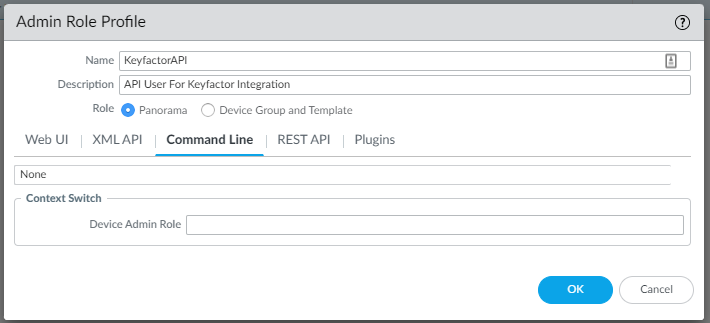 Admin Role Profile
Name KeyfactorAPI
Description API User For Keyfactor Integration
Role Panorama Device Group and Template
Web UI XML API Command Line REST API Plugins
None
Context Switch
Device Admin Role
OK Cancel